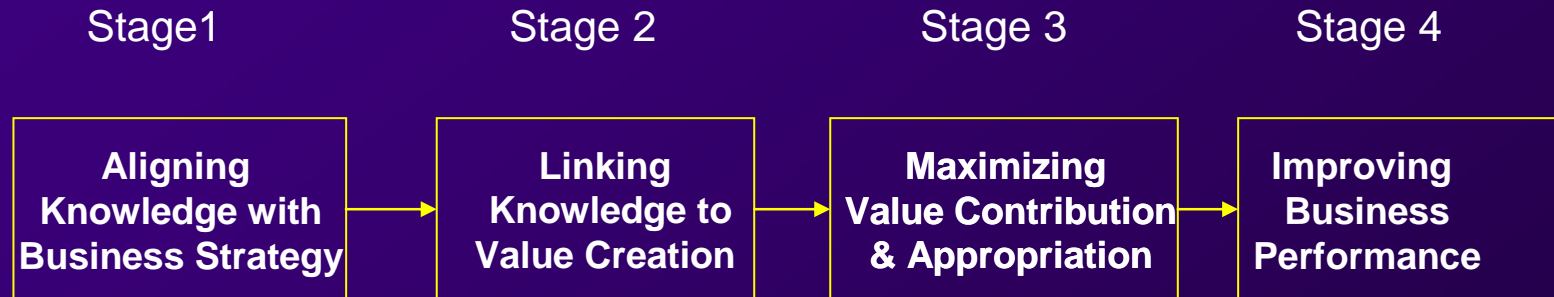 Stage1
Stage 2
Stage 3
Stage 4
Aligning
Knowledge with
Business Strategy
Linking
Knowledge to
Value Creation
Maximizing
Value Contribution
& Appropriation
Improving
Business
Performance